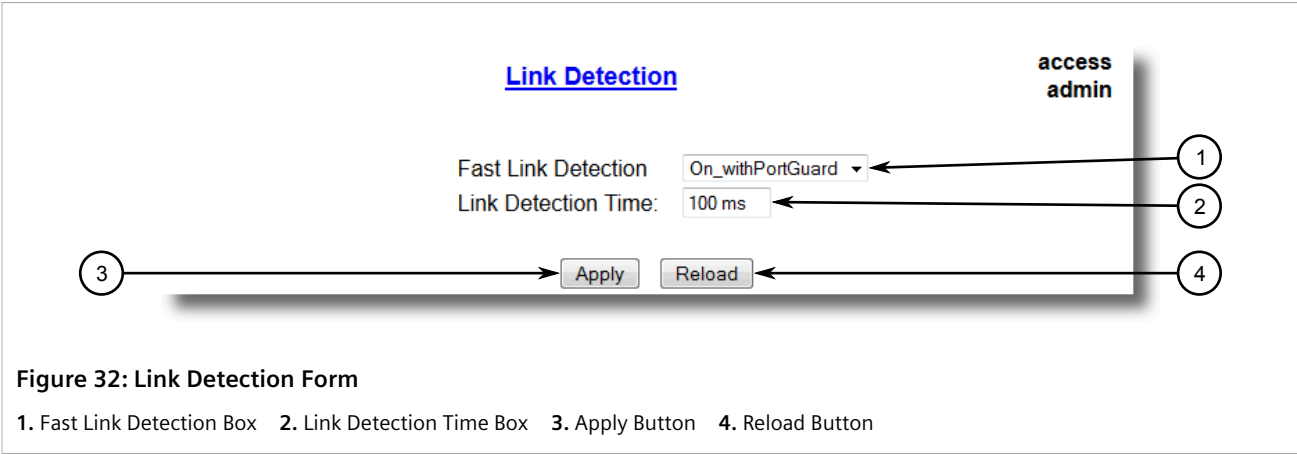 Link Detection
access
admin
Fast Link Detection On_withPortGuard
1
Link Detection Time: 100 ms
2
3
Apply Reload
4
Figure 32: Link Detection Form
1. Fast Link Detection Box 2. Link Detection Time Box 3. Apply Button 4. Reload Button